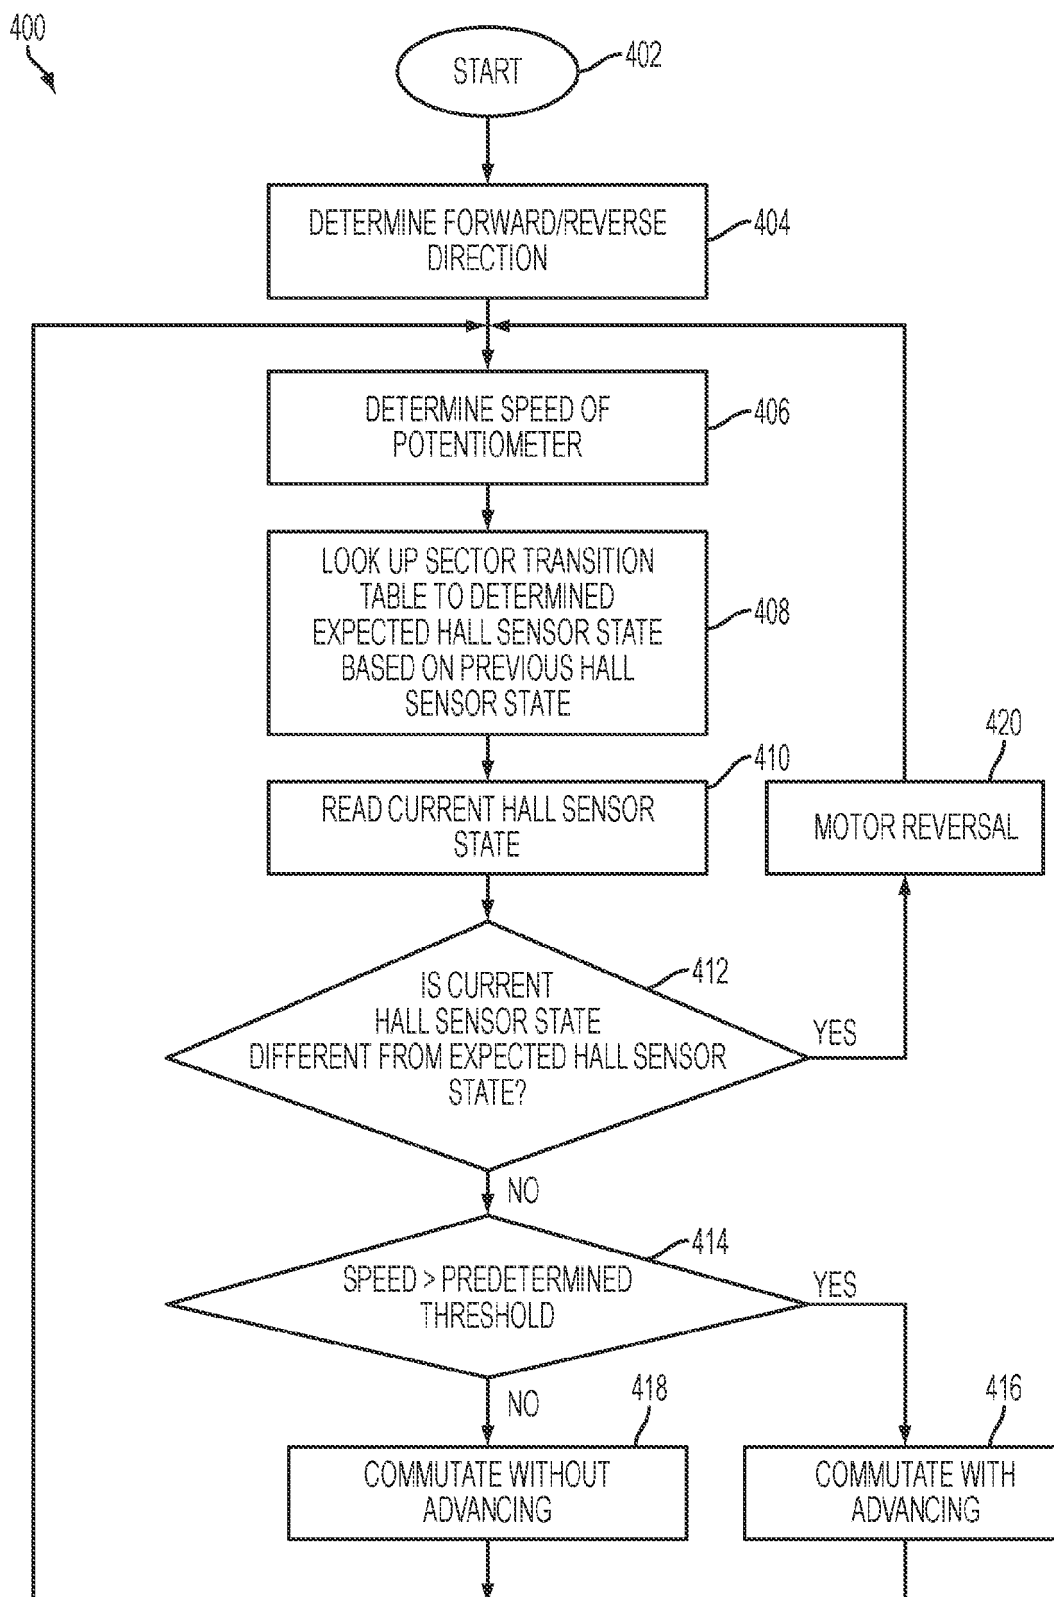 400
START
402
DETERMINE FORWARD/REVERSE
DIRECTION
404
DETERMINE SPEED OF
POTENTIOMETER
406
LOOK UP SECTOR TRANSITION
TABLE TO DETERMINED
EXPECTED HALL SENSOR STATE
BASED ON PREVIOUS HALL
SENSOR STATE
408
READ CURRENT HALL SENSOR
STATE
410
MOTOR REVERSAL
420
IS CURRENT
HALL SENSOR STATE
DIFFERENT FROM EXPECTED HALL SENSOR
STATE?
412
YES
NO
SPEED > PREDETERMINED
THRESHOLD
414
YES
NO
COMMUTATE WITHOUT
ADVANCING
418
COMMUTATE WITH
ADVANCING
416